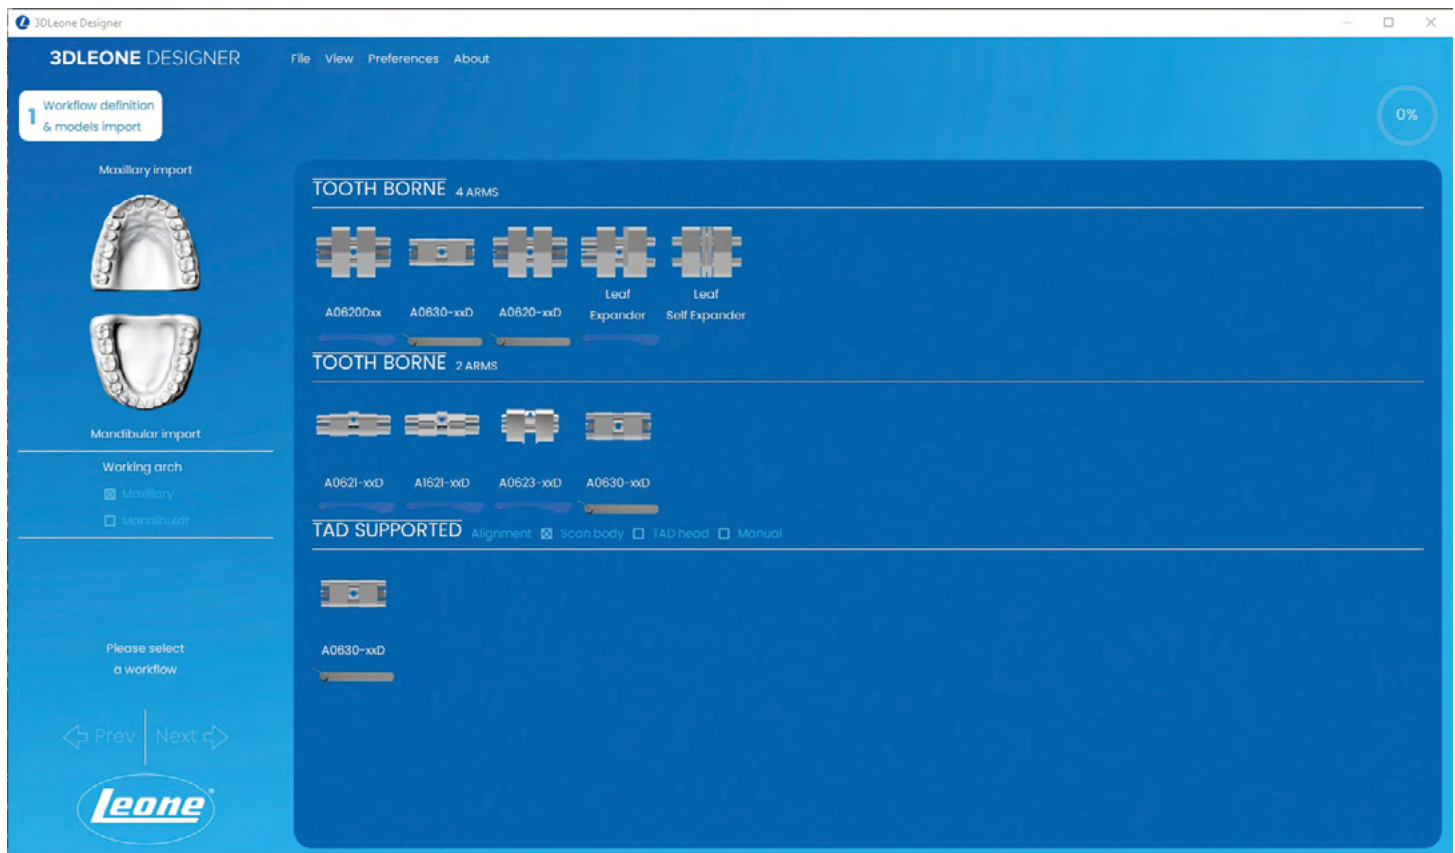 3DLeone Designer
3DLEONE DESIGNER
File View Preferences About
1 Workflow definition
& models import
0%
Maxillary import
Mandibular import
Working arch
Maxillary
Mandibular
Please select
a workflow
Prev Next
Leone
TOOTH BORNE 4 ARMS
A0620Dxx A0630-xxD A0620-xxD Leaf Expander Leaf Self Expander
TOOTH BORNE 2 ARMS
A0621-xxD A1621-xxD A0623-xxD A0630-xxD
TAD SUPPORTED Alignment Scan body TAD head Manual
A0630-xxD